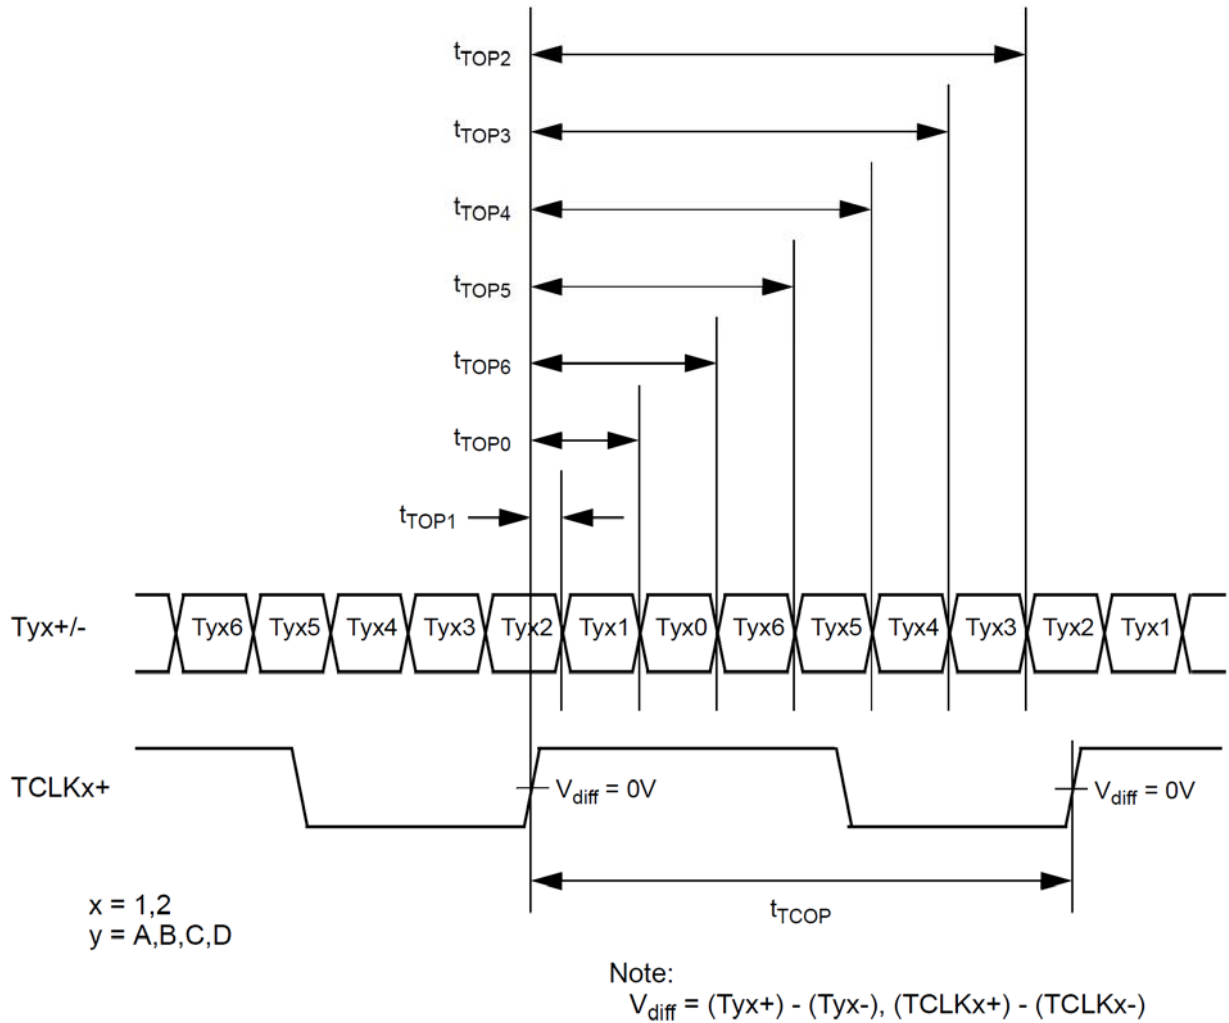 tTOP2
tTOP3
tTOP4
tTOP5
tTOP6
tTOP0
tTOP1
Tyx+/- Tyx6 Tyx5 Tyx4 Tyx3 Tyx2 Tyx1 Tyx0 Tyx6 Tyx5 Tyx4 Tyx3 Tyx2 Tyx1
TCLKx+ Vdiff = 0V Vdiff = 0V
tTCOP
x = 1,2
y = A,B,C,D
Note:
Vdiff = (Tyx+) - (Tyx-), (TCLKx+) - (TCLKx-)